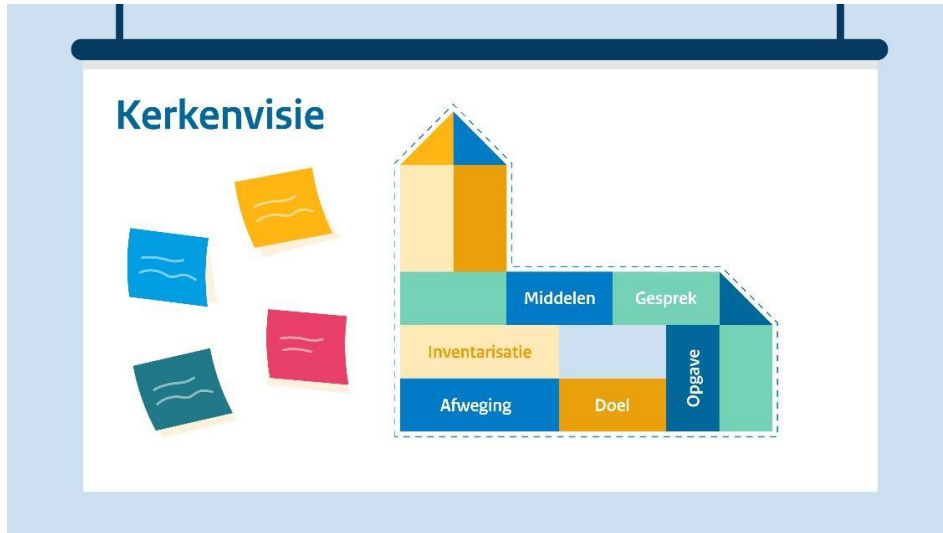 Kerkenvisie
Middelen
Gesprek
Inventarisatie
Opgave
Afweging
Doel